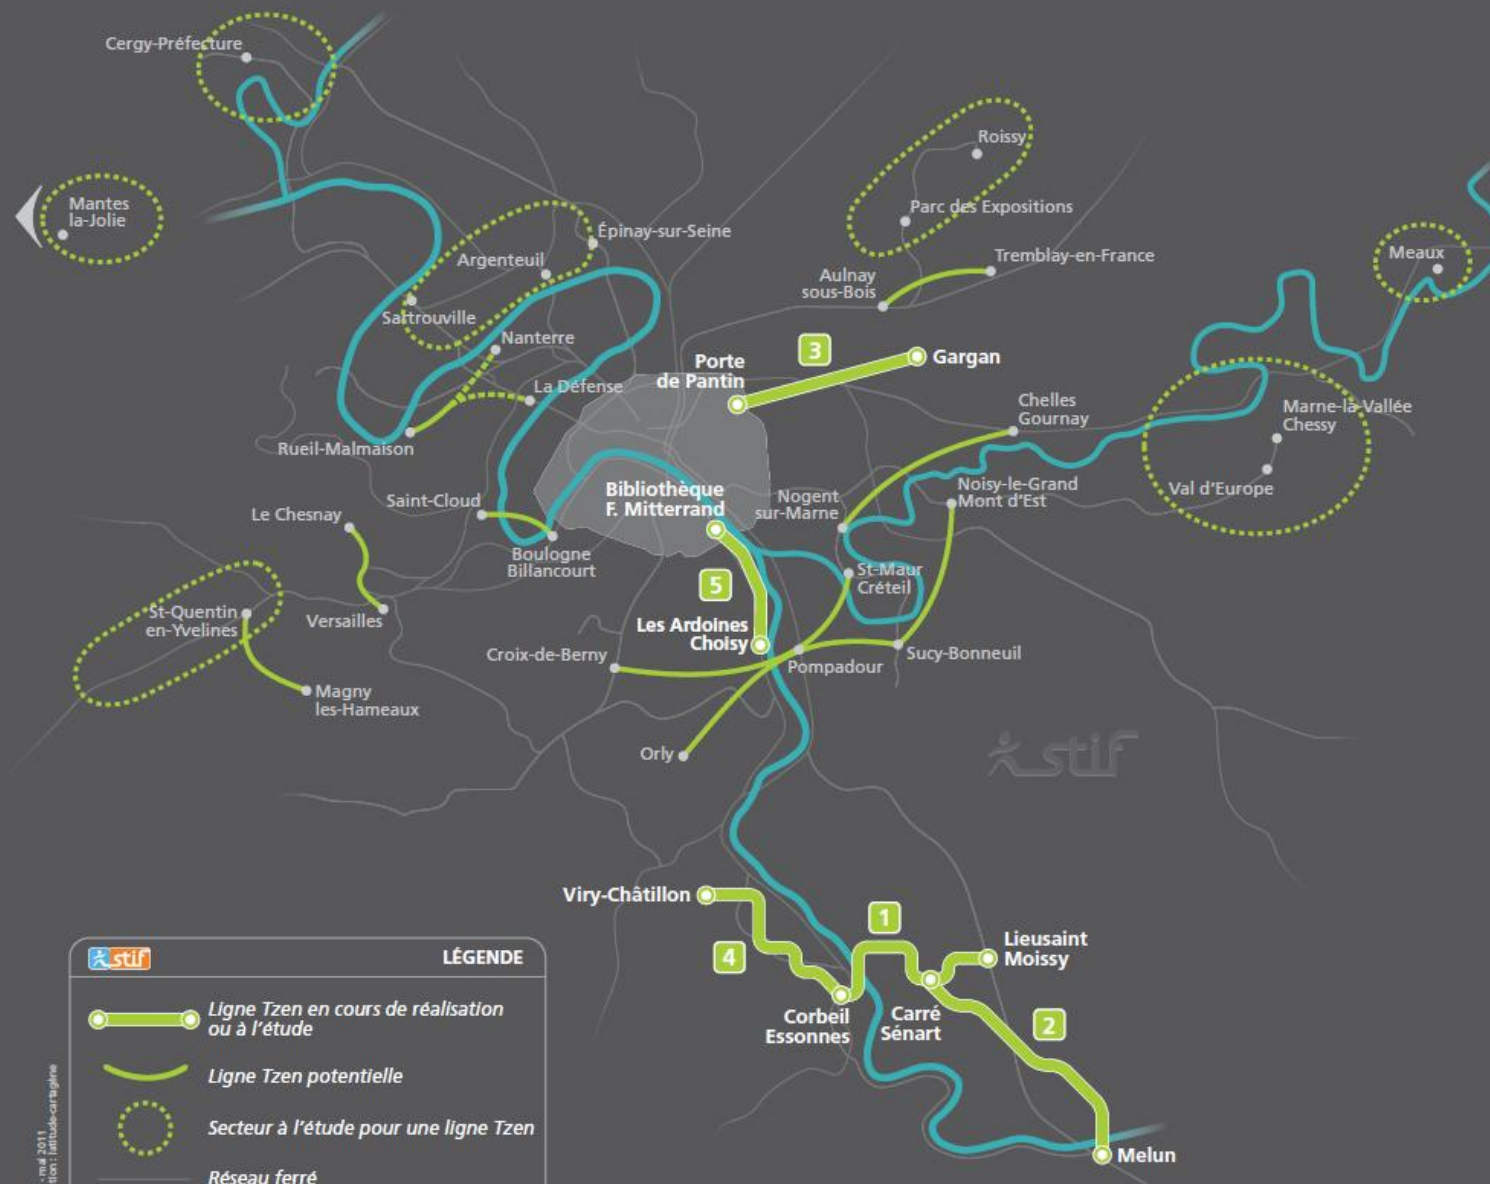 Cergy-Préfecture
Mantes
la-Jolie
Roissy
Parc des Expositions
Épinay-sur-Seine
Argenteuil
Sartrouville
Nanterre
La Défense
Rueil-Malmaison
Aulnay
sous-Bois
Tremblay-en-France
Meaux
Porte
de Pantin
3
Gargan
Chelles
Gournay
Marne-la-Vallée
Chessy
Val d'Europe
Saint-Cloud
Le Chesnay
Boulogne
Billancourt
Bibliothèque
F. Mitterrand
Nogent
sur-Marne
Noisy-le-Grand
Mont d'Est
St-Maur
Créteil
5
St-Quentin
en-Yvelines
Versailles
Les Ardoines
Choisy
Croix-de-Berny
Pompadour
Sucy-Bonneuil
Magny
les-Hameaux
Orly
stif
Viry-Châtillon
4
1
Lieusaint
Moissy
Corbeil
Essonnes
Carré
Sénart
2
Melun
stif
LÉGENDE
Ligne Tzen en cours de réalisation
ou à l'étude
Ligne Tzen potentielle
Secteur à l'étude pour une ligne Tzen
Réseau ferré
- mai 2011
tion : latitude-cartagène